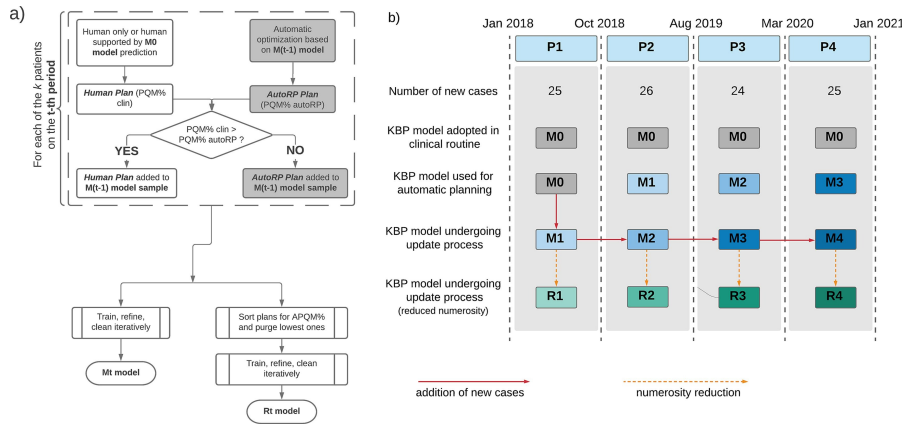 a)
For each of the k patients
on the t-th period
Human only or human
supported by M0
model prediction
Automatic
optimization based
on M(t-1) model
Human Plan (PQM%
clin)
AutoRP Plan
(PQM% autoRP)
PQM% clin >
PQM% autoRP ?
YES
NO
Human Plan added to
M(t-1) model sample
AutoRP Plan added to
M(t-1) model sample
Train, refine,
clean iteratively
Sort plans for APQM%
and purge lowest ones
Mt model
Train, refine, clean
iteratively
Rt model
b)
Jan 2018 Oct 2018 Aug 2019 Mar 2020 Jan 2021
P1 P2 P3 P4
Number of new cases 25 26 24 25
KBP model adopted in
clinical routine
M0 M0 M0 M0
KBP model used for
automatic planning
M0 M1 M2 M3
KBP model undergoing
update process
M1 M2 M3 M4
KBP model undergoing
update process
(reduced numerosity)
R1 R2 R3 R4
addition of new cases
numerosity reduction